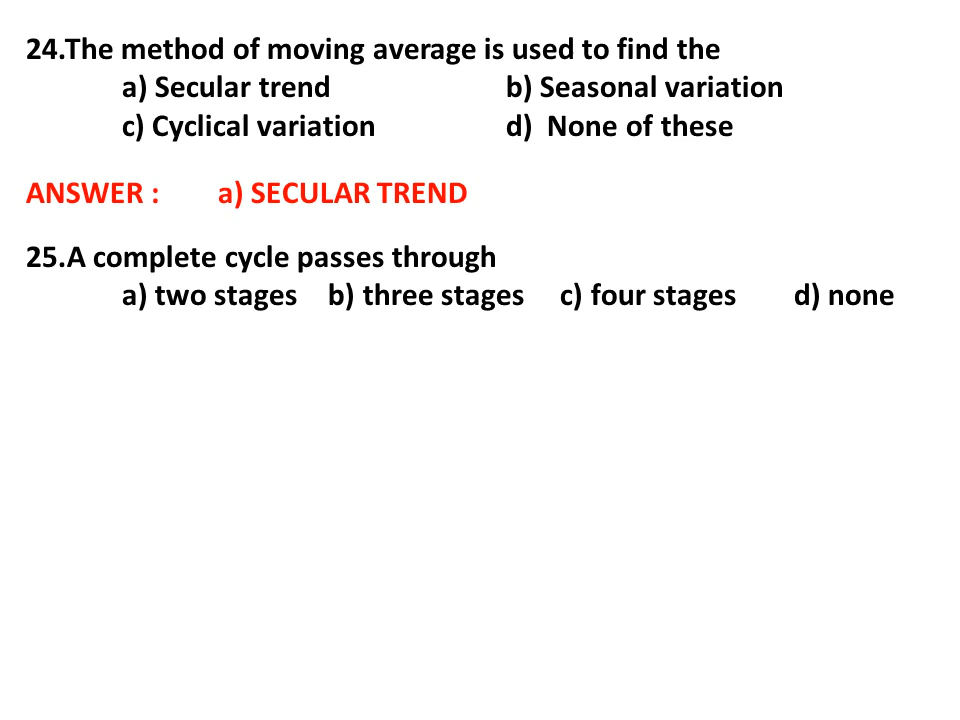 24.The method of moving average is used to find the
a) Secular trend b) Seasonal variation
c) Cyclical variation d) None of these
ANSWER : a) SECULAR TREND
25.A complete cycle passes through
a) two stages b) three stages c) four stages d) none